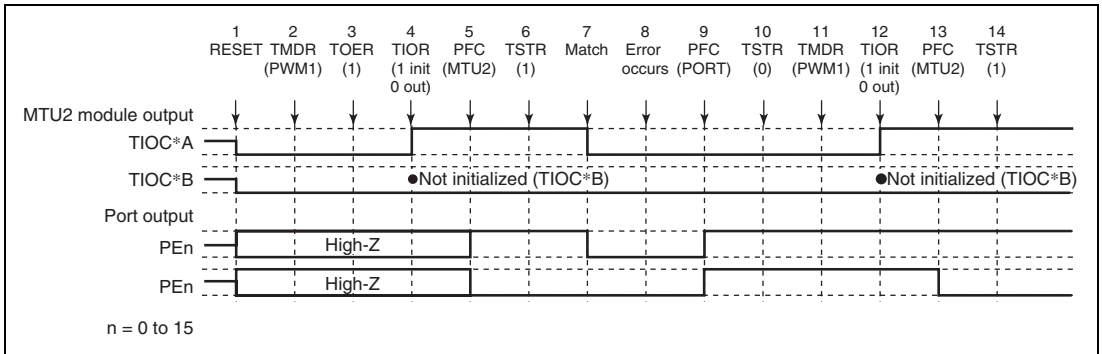 1 2 3 4 5 6 7 8 9 10 11 12 13 14
RESET TMDR TOER TIOR PFC TSTR Match Error PFC TSTR TMDR TIOR PFC TSTR
(PWM1) (1) (1 init (MTU2) (1) occurs (PORT) (0) (PWM1) (1 init (MTU2) (1)
0 out) 0 out)
MTU2 module output
TIOC*A
TIOC*B ●Not initialized (TIOC*B) ●Not initialized (TIOC*B)
Port output
PEn High-Z
PEn High-Z
n = 0 to 15